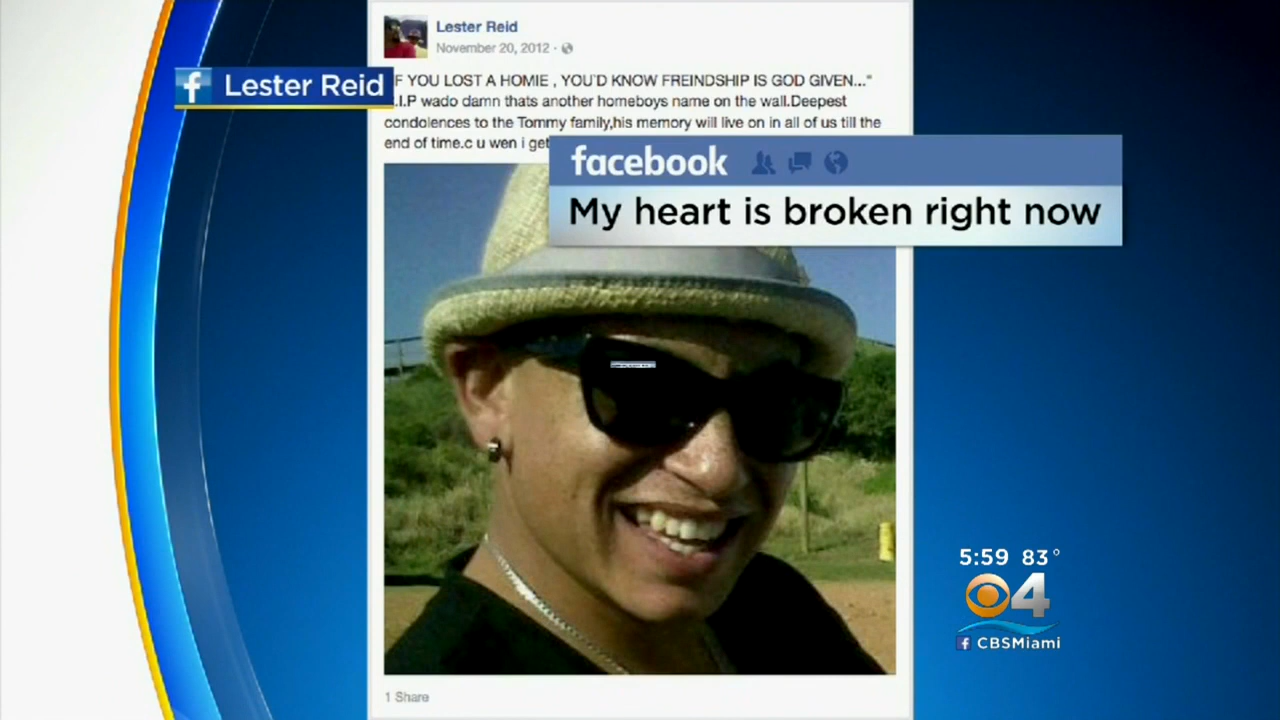 Lester Reid
November 20, 2012 ·
Lester Reid
F YOU LOST A HOMIE , YOU`D KNOW FREINDSHIP IS GOD GIVEN..."
.I.P wado damn thats another homeboys name on the wall.Deepest
condolences to the Tommy family,his memory will live on in all of us till the
end of time.c u wen i get
facebook
My heart is broken right now
5:59 83°
4
f CBSMiami
1 Share